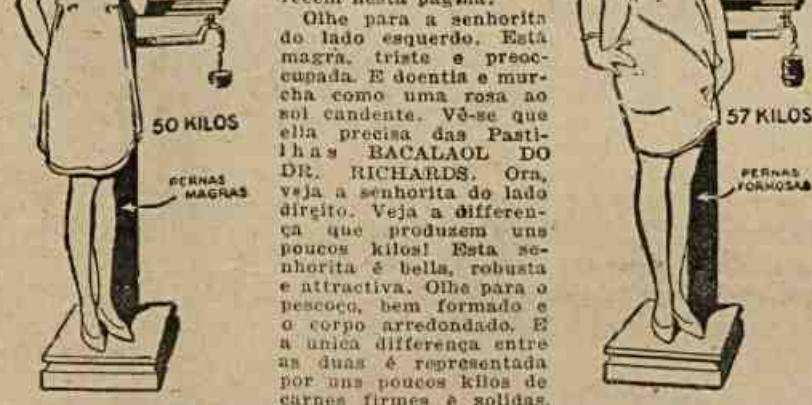 recem nesta pagina.
Olhe para a senhorita
do lado esquerdo. Está
magra, triste e preoc-
cupada. E doentia e mur-
cha como uma rosa ao
sol candente. Vê-se que
ella precisa das Pasti-
lhas BACALAOL DO
DR. RICHARDS. Ora,
veja a senhorita do lado
direito. Veja a differen-
ça que produzem uns
poucos kilos! Esta se-
nhorita é bella, robusta
e attractiva. Olhe para o
pescoço, bem formado e
o corpo arredondado. E
a unica differença entre
as duas é representada
por uns poucos kilos de
carnes firmes e solidas.
50 KILOS
PERNAS
MAGRAS
57 KILOS
PERNAS
FORMOSAS